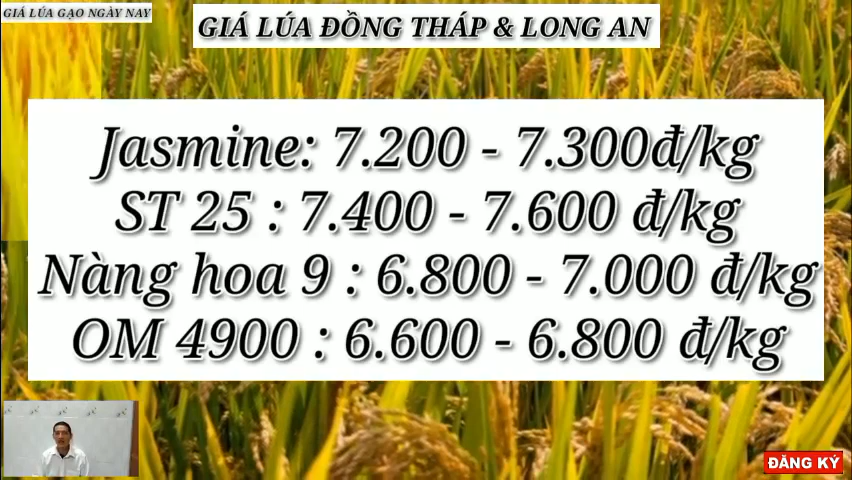 GIÁ LÚA GẠO NGÀY NAY
GIÁ LÚA ĐỒNG THÁP & LONG AN
Jasmine: 7.200 - 7.300đ/kg
ST 25 : 7.400 - 7.600 đ/kg
Nàng hoa 9 : 6.800 - 7.000 đ/kg
OM 4900 : 6.600 - 6.800 đ/kg
ĐĂNG KÝ